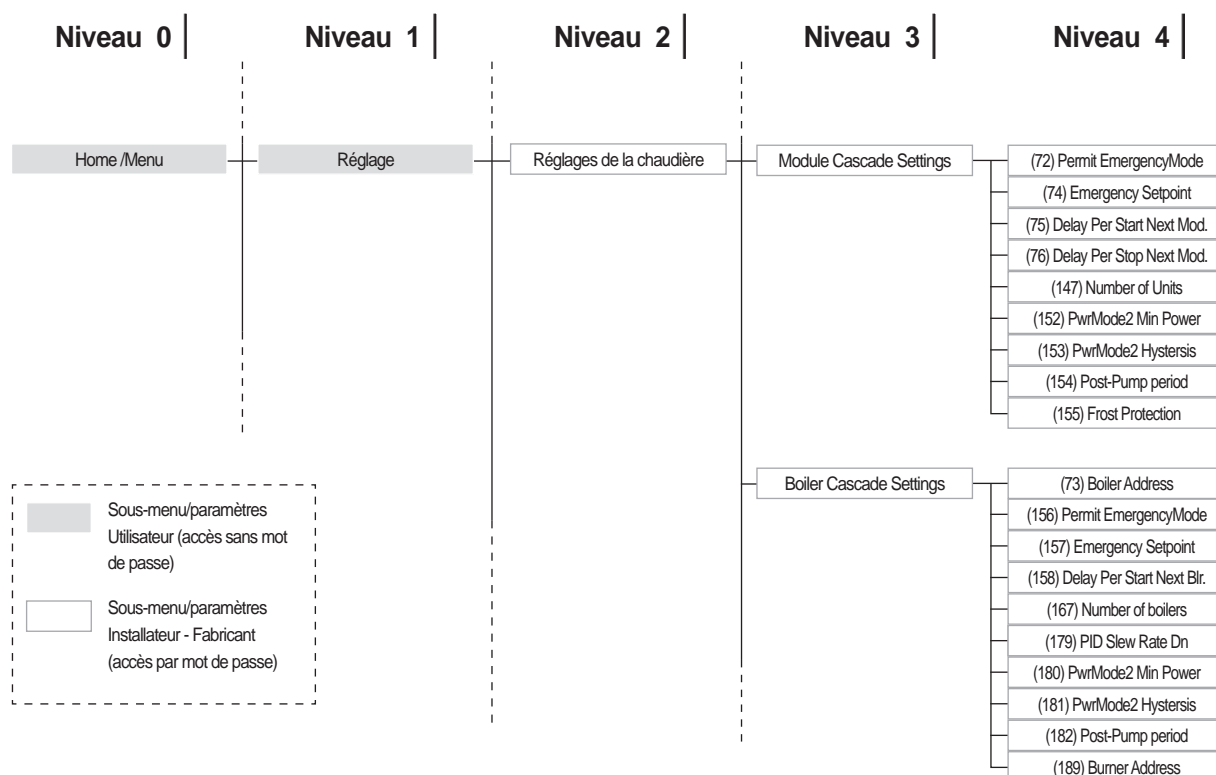 Niveau 0
Niveau 1
Niveau 2
Niveau 3
Niveau 4
Home /Menu
Réglage
Réglages de la chaudière
Module Cascade Settings
(72) Permit EmergencyMode
(74) Emergency Setpoint
(75) Delay Per Start Next Mod.
(76) Delay Per Stop Next Mod.
(147) Number of Units
(152) PwrMode2 Min Power
(153) PwrMode2 Hystersis
(154) Post-Pump period
(155) Frost Protection
Boiler Cascade Settings
(73) Boiler Address
(156) Permit EmergencyMode
(157) Emergency Setpoint
(158) Delay Per Start Next Blr.
(167) Number of boilers
(179) PID Slew Rate Dn
(180) PwrMode2 Min Power
(181) PwrMode2 Hystersis
(182) Post-Pump period
(189) Burner Address
Sous-menu/paramètres
Utilisateur (accès sans mot
de passe)
Sous-menu/paramètres
Installateur - Fabricant
(accès par mot de passe)